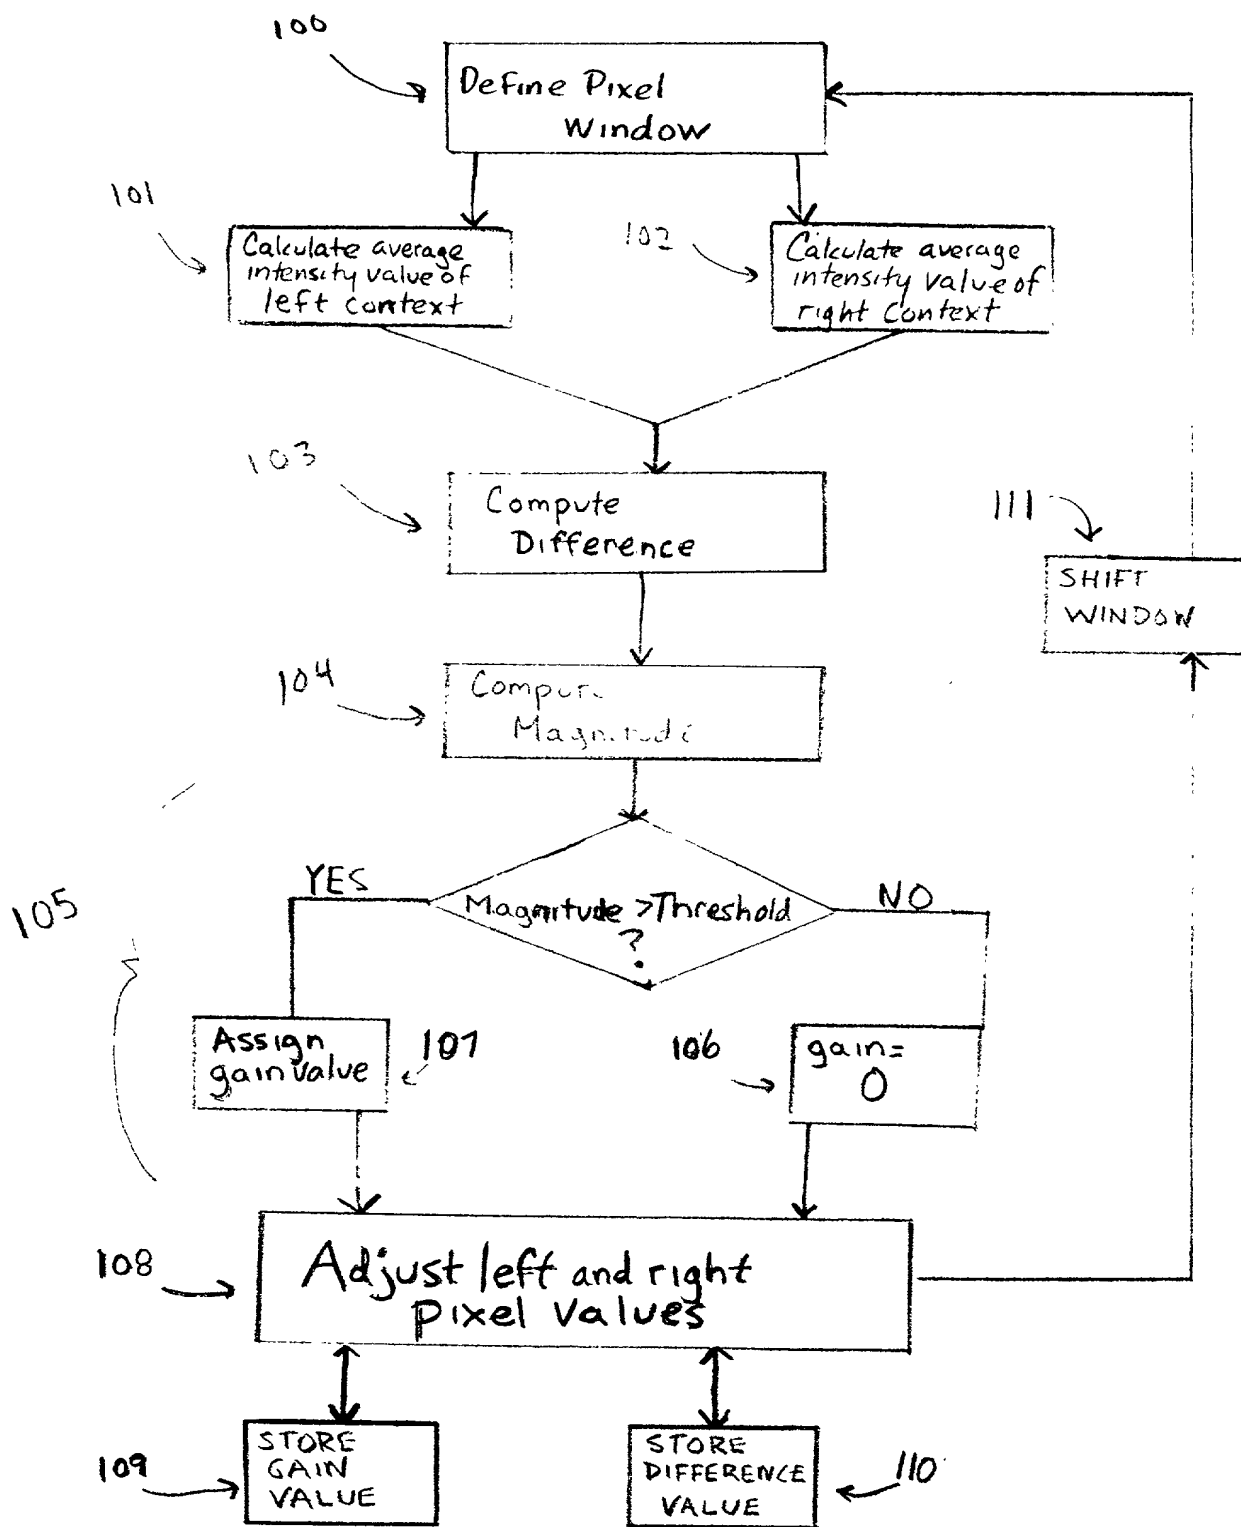 100
Define Pixel
Window
101
Calculate average
intensity value of
left context
102
Calculate average
intensity value of
right Context
103
Compute
Difference
111
SHIFT
WINDOW
104
Magnitude
105
YES
Magnitude >Threshold
?
NO
Assign
gain value
107
106
gain=
0
108
Adjust left and right
pixel values
109
STORE
GAIN
VALUE
STORE
DIFFERENCE
VALUE
110